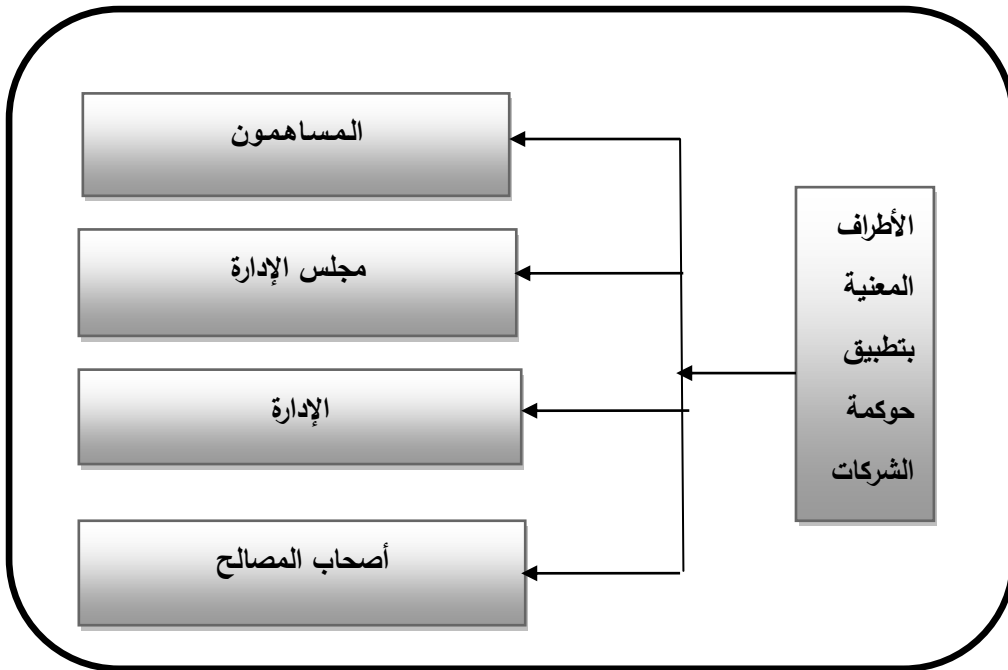 الأطراف
المعنية
بتطبيق
حوكمة
الشركات
المساهمون
مجلس الإدارة
الإدارة
أصحاب المصالح